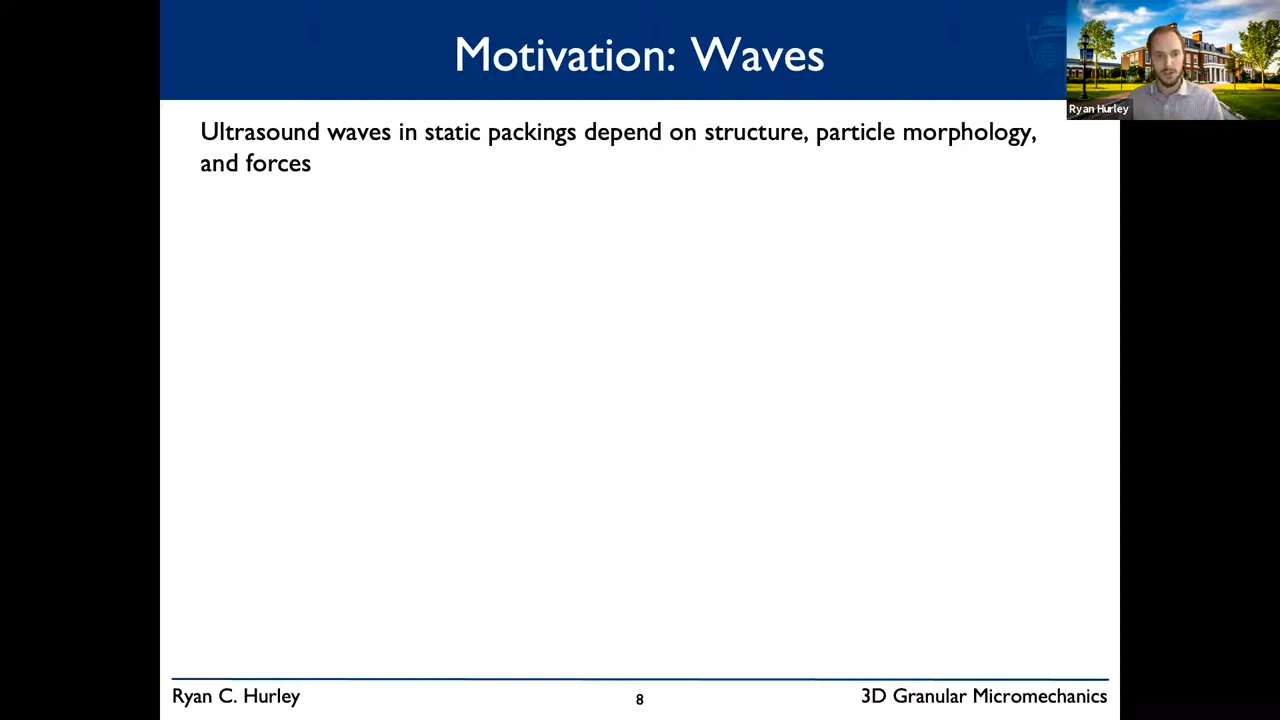 Motivation: Waves
Ryan Hurley
Ultrasound waves in static packings depend on structure, particle morphology,
and forces
Ryan C. Hurley
8
3D Granular Micromechanics